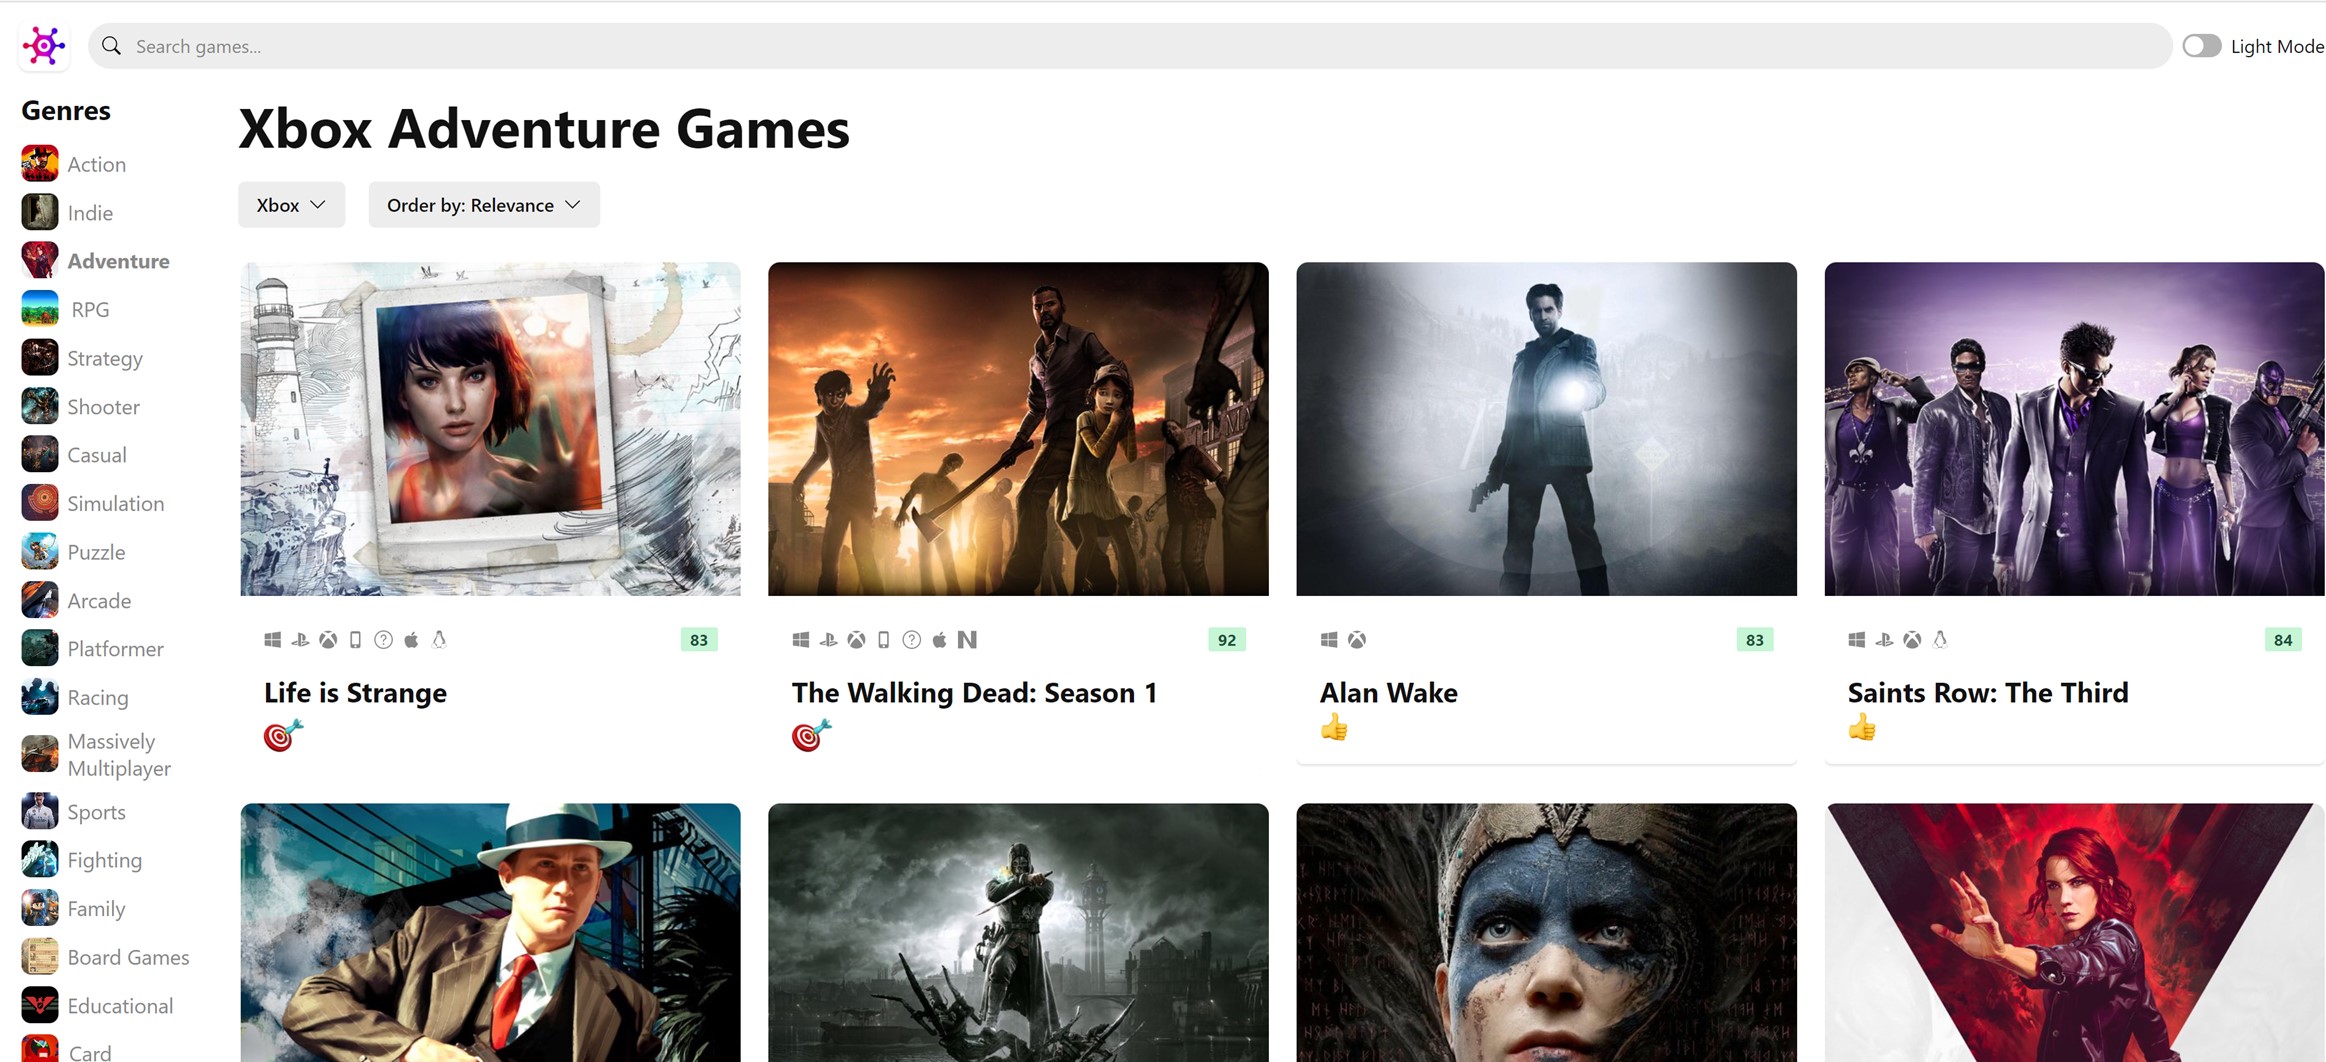 Search games...
Light Mode
Genres
Action
Indie
Adventure
RPG
Strategy
Shooter
Casual
Simulation
Puzzle
Arcade
Platformer
Racing
Massively
Multiplayer
Sports
Fighting
Family
Board Games
Educational
Card
Xbox Adventure Games
Xbox
Order by: Relevance
83
Life is Strange
92
The Walking Dead: Season 1
83
Alan Wake
84
Saints Row: The Third